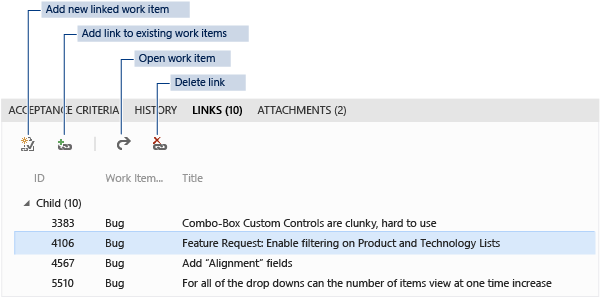 Add new linked work item
Add link to existing work items
Open work item
Delete link
ACCEPTANCE CRITERIA HISTORY LINKS (10) ATTACHMENTS (2)
ID Work Item... Title
Child (10)
3383 Bug Combo-Box Custom Controls are clunky, hard to use
4106 Bug Feature Request: Enable filtering on Product and Technology Lists
4567 Bug Add "Alignment" fields
5510 Bug For all of the drop downs can the number of items view at one time increase